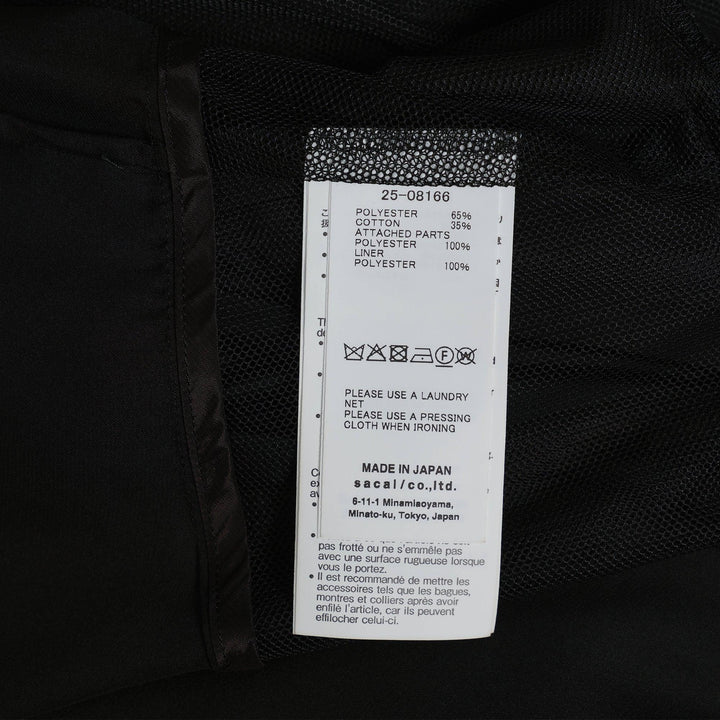 25-08166
POLYESTER 65%
COTTON 35%
• ATTACHED PARTS
POLYESTER 100%
LINER
POLYESTER 100%
PLEASE USE A LAUNDRY
NET
PLEASE USE A PRESSING
CLOTH WHEN IRONING
MADE IN JAPAN
sacai/co.,ltd.
6-11-1 Minamiaoyama,
Minato-ku, Tokyo, Japan
pas frotté ou ne s'emmêle pas
avec une surface rugueuse lorsque
vous le portez.
• Il est recommandé de mettre les
accessoires tels que les bagues,
montres et colliers après avoir
enfilé l'article, car ils peuvent
effilocher celui-ci.